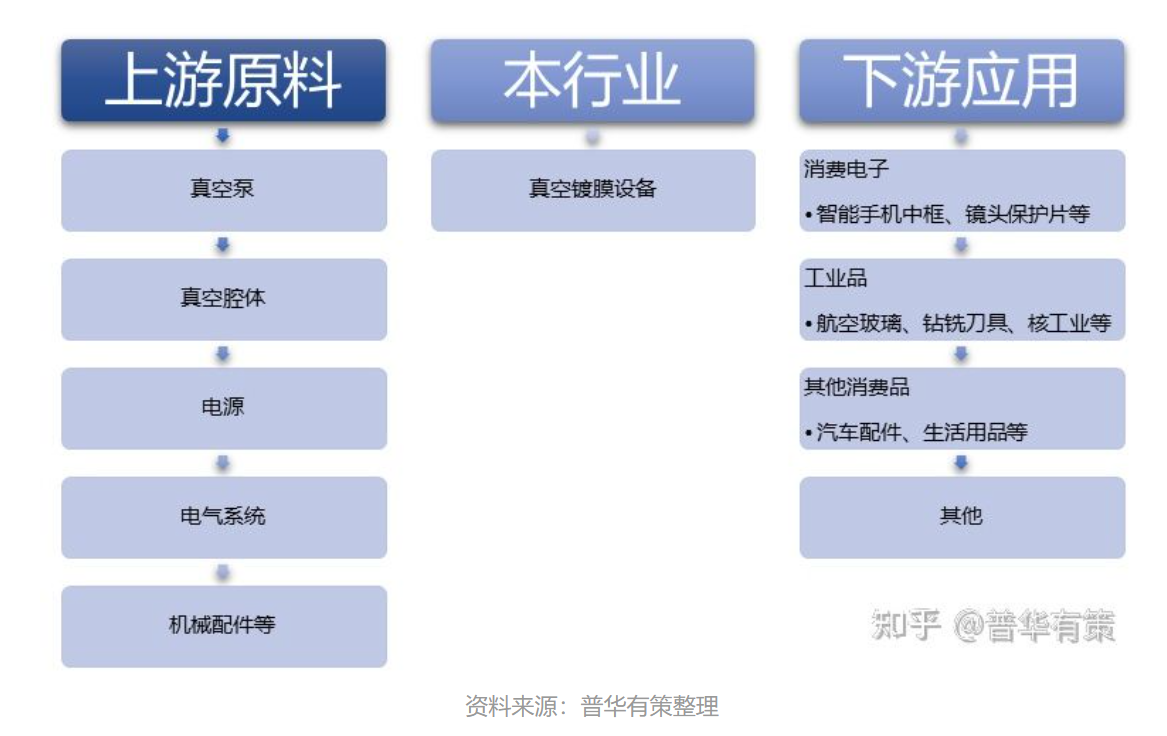 上游原料
真空泵
真空腔体
电源
电气系统
机械配件等
本行业
真空镀膜设备
下游应用
消费电子
•智能手机中框、镜头保护片等
工业品
•航空玻璃、钻铣刀具、核工业等
其他消费品
•汽车配件、生活用品等
其他
知乎 @普华有策
资料来源：普华有策整理